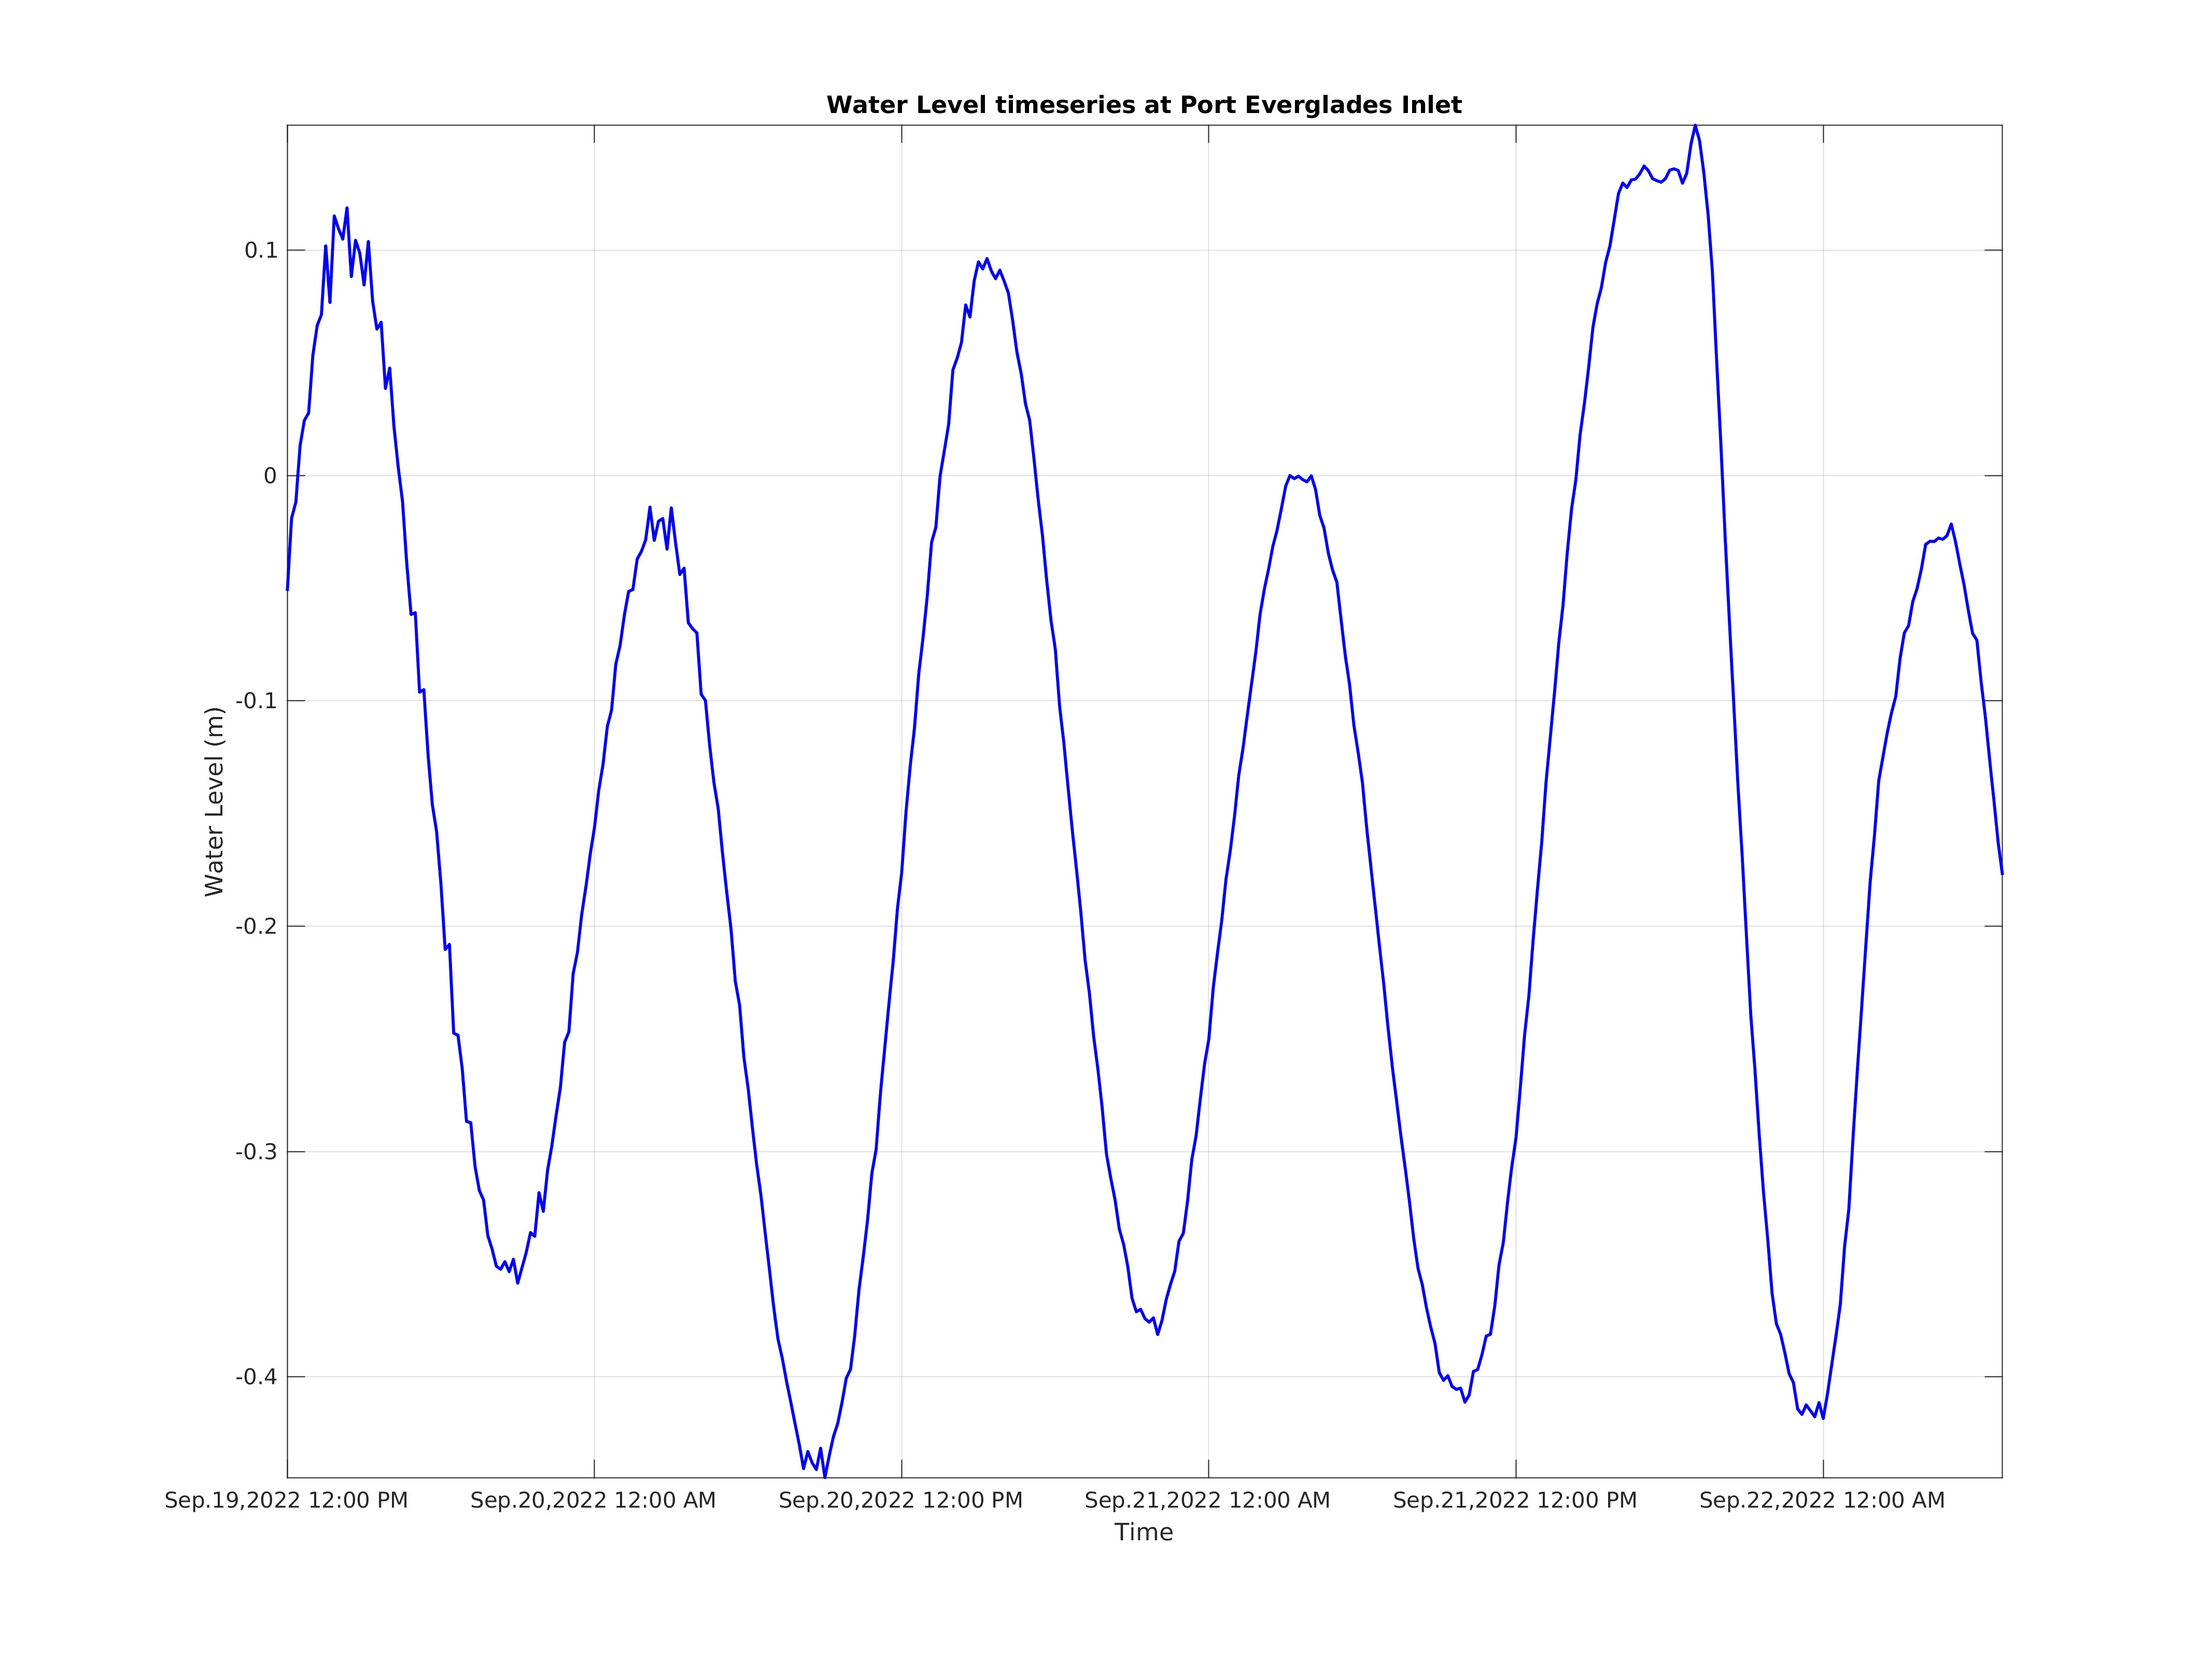 Water Level timeseries at Port Everglades Inlet
Water Level (m)
0.1
0
-0.1
-0.2
-0.3
-0.4
Sep.19,2022 12:00 PM
Sep.20,2022 12:00 AM
Sep.20,2022 12:00 PM
Sep.21,2022 12:00 AM
Sep.21,2022 12:00 PM
Sep.22,2022 12:00 AM
Time